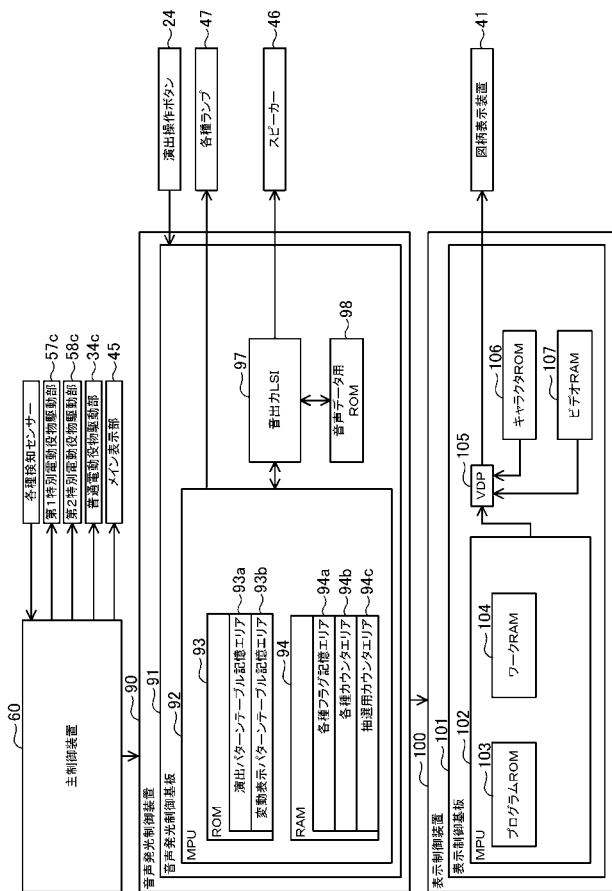 60
主制御装置
各種検知センサー
第1特別電動役物駆動部
57c
第2特別電動役物駆動部
58c
普通電動役物駆動部
34c
メイン表示部
45
90
音声発光制御装置
91
音声発光制御基板
92
MPU
93
ROM
演出パターンテーブル記憶エリア
93a
変動表示パターンテーブル記憶エリア
93b
94
RAM
各種フラグ記憶エリア
94a
各種カウンタエリア
94b
抽選用カウンタエリア
94c
97
音出力LSI
98
音声データ用
ROM
演出操作ボタン
24
各種ランプ
47
スピーカー
46
100
表示制御装置
101
表示制御基板
102
MPU
103
プログラムROM
104
ワークRAM
105
VDP
106
キャラクタROM
107
ビデオRAM
図柄表示装置
41